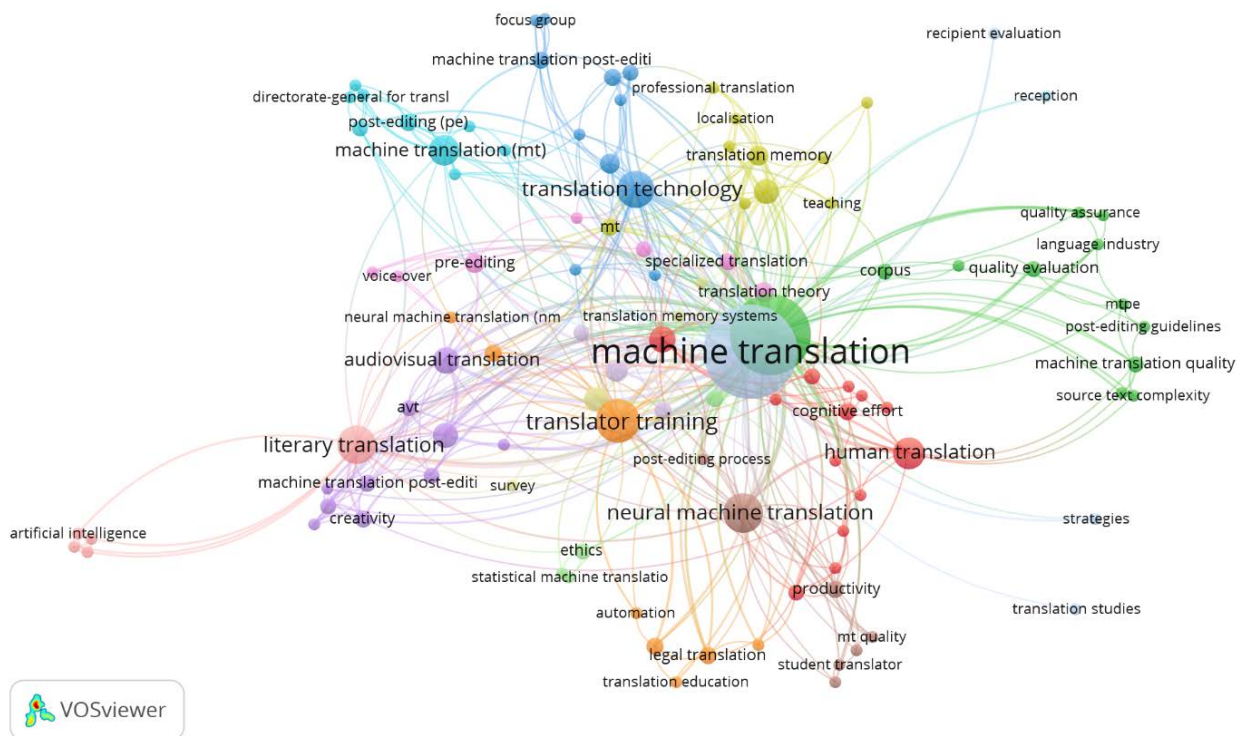 focus group
recipient evaluation
machine translation post-editi
professional translation
directorate-general for transl
reception
localisation
post-editing (pe)
machine translation (mt)
translation memory
translation technology
teaching
quality assurance
mt
language industry
pre-editing
specialized translation
corpus
quality evaluation
voice-over
translation theory
mtpe
neural machine translation (nm
translation memory systems
post-editing guidelines
machine translation
audiovisual translation
machine translation quality
source text complexity
avt
cognitive effort
translator training
literary translation
human translation
post-editing process
machine translation post-editi
survey
neural machine translation
creativity
strategies
artificial intelligence
ethics
statistical machine translatio
productivity
automation
translation studies
mt quality
legal translation
student translator
translation education
VOSviewer